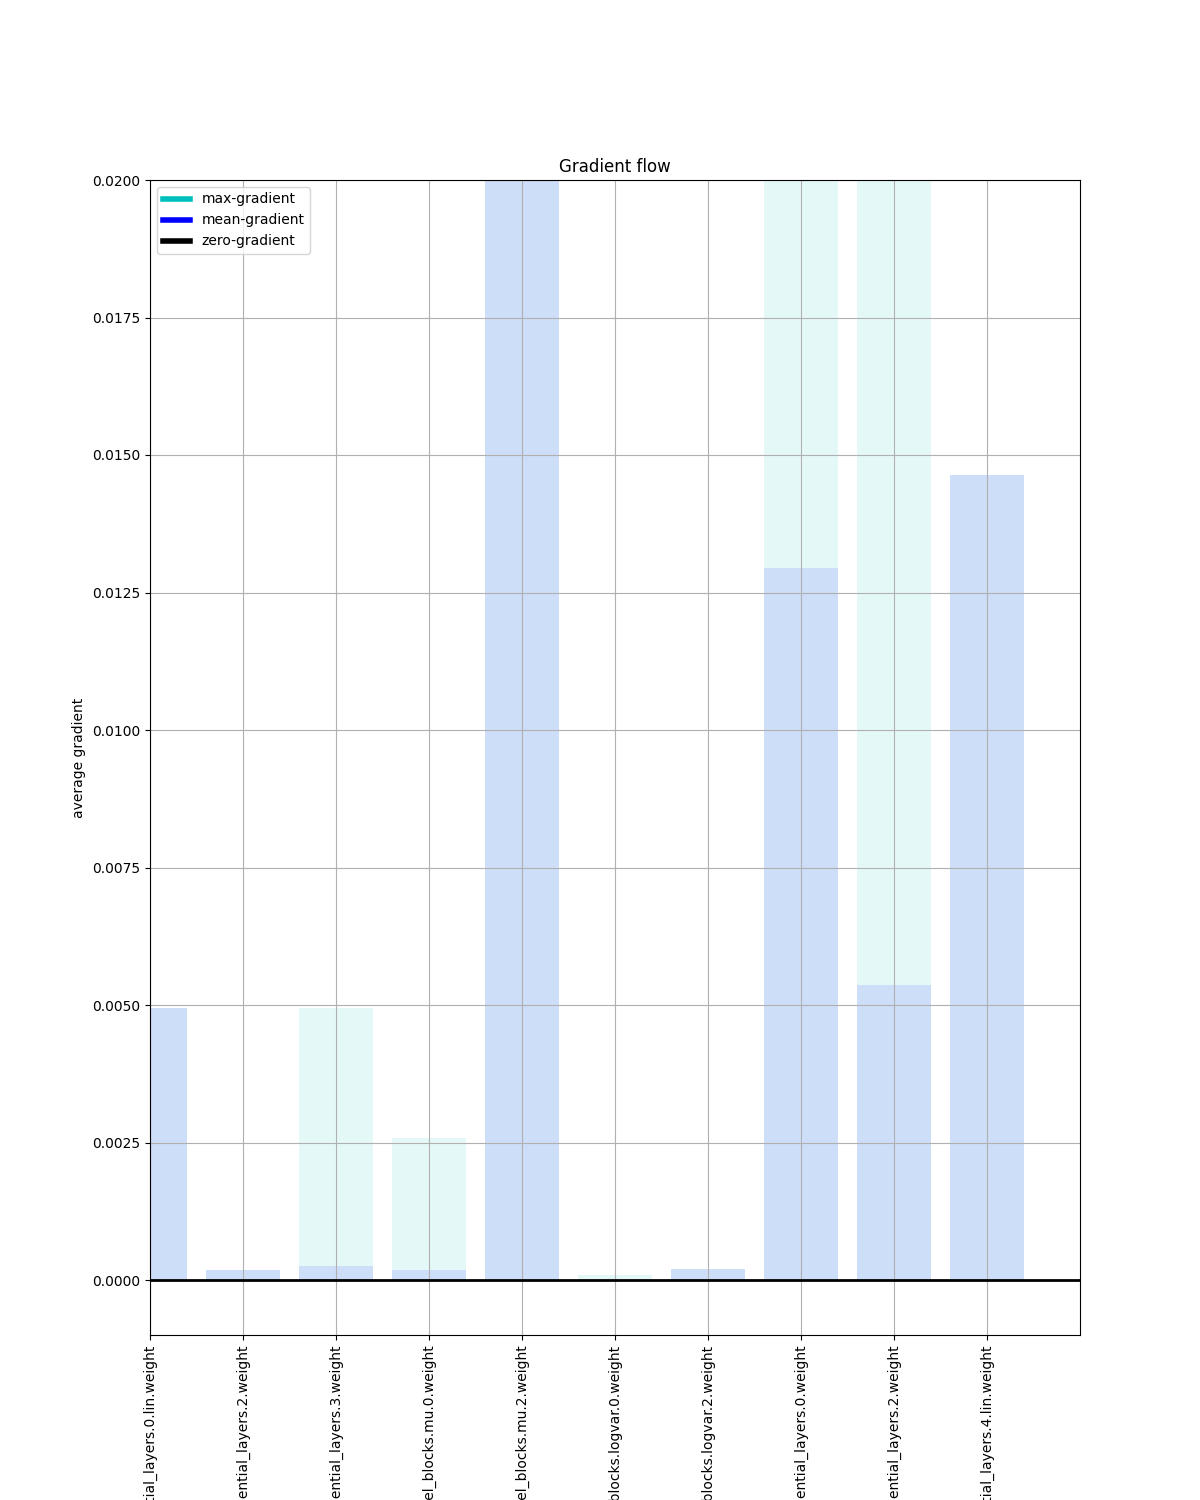 Gradient flow
max-gradient
mean-gradient
zero-gradient
0.0200
0.0175
0.0150
0.0125
0.0100
0.0075
0.0050
0.0025
0.0000
average gradient
tial_layers.0.lin.weight
ential_layers.2.weight
ential_layers.3.weight
el_blocks.mu.0.weight
el_blocks.mu.2.weight
blocks.logvar.0.weight
blocks.logvar.2.weight
ential_layers.0.weight
ential_layers.2.weight
tial_layers.4.lin.weight